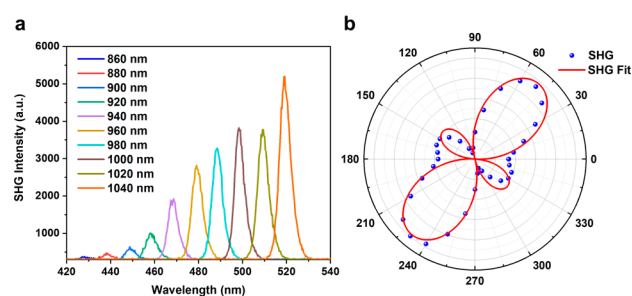 a
SHG Intensity (a.u.)
6000
5000
4000
3000
2000
1000
860 nm
880 nm
900 nm
920 nm
940 nm
960 nm
980 nm
1000 nm
1020 nm
1040 nm
420 440 460 480 500 520 540
Wavelength (nm)
b
90
120 60
150 30
180 0
210 330
240 300
270
SHG
SHG Fit